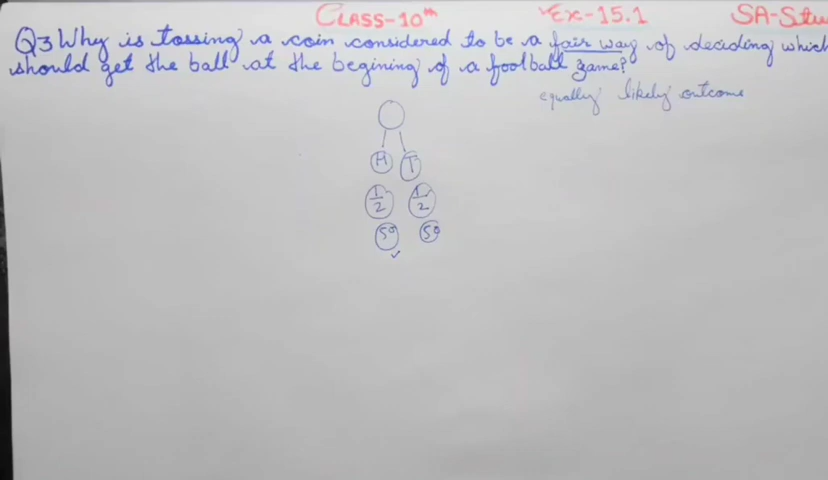 CLASS-10th Ex-15.1 SA-
Q3 Why is tossing a coin considered to be a fair way of deciding which
should get the ball at the begining of a football game?
equally likely outcome
H T
1/2 1/2
50 50